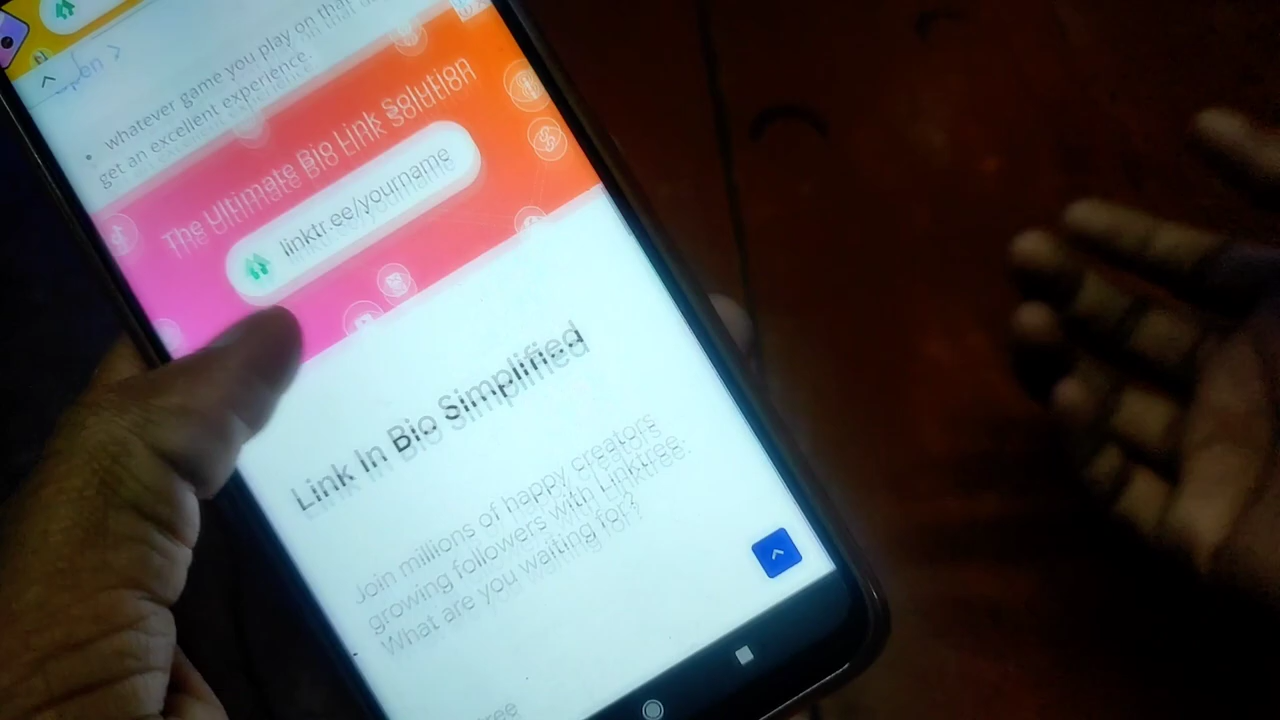 Open >
• whatever game you play on that
get an excellent experience.
The Ultimate Bio Link Solution
linktr.ee/yourname
Link In Bio Simplified
Join millions of happy creators
growing followers with Linktree.
What are you waiting for?